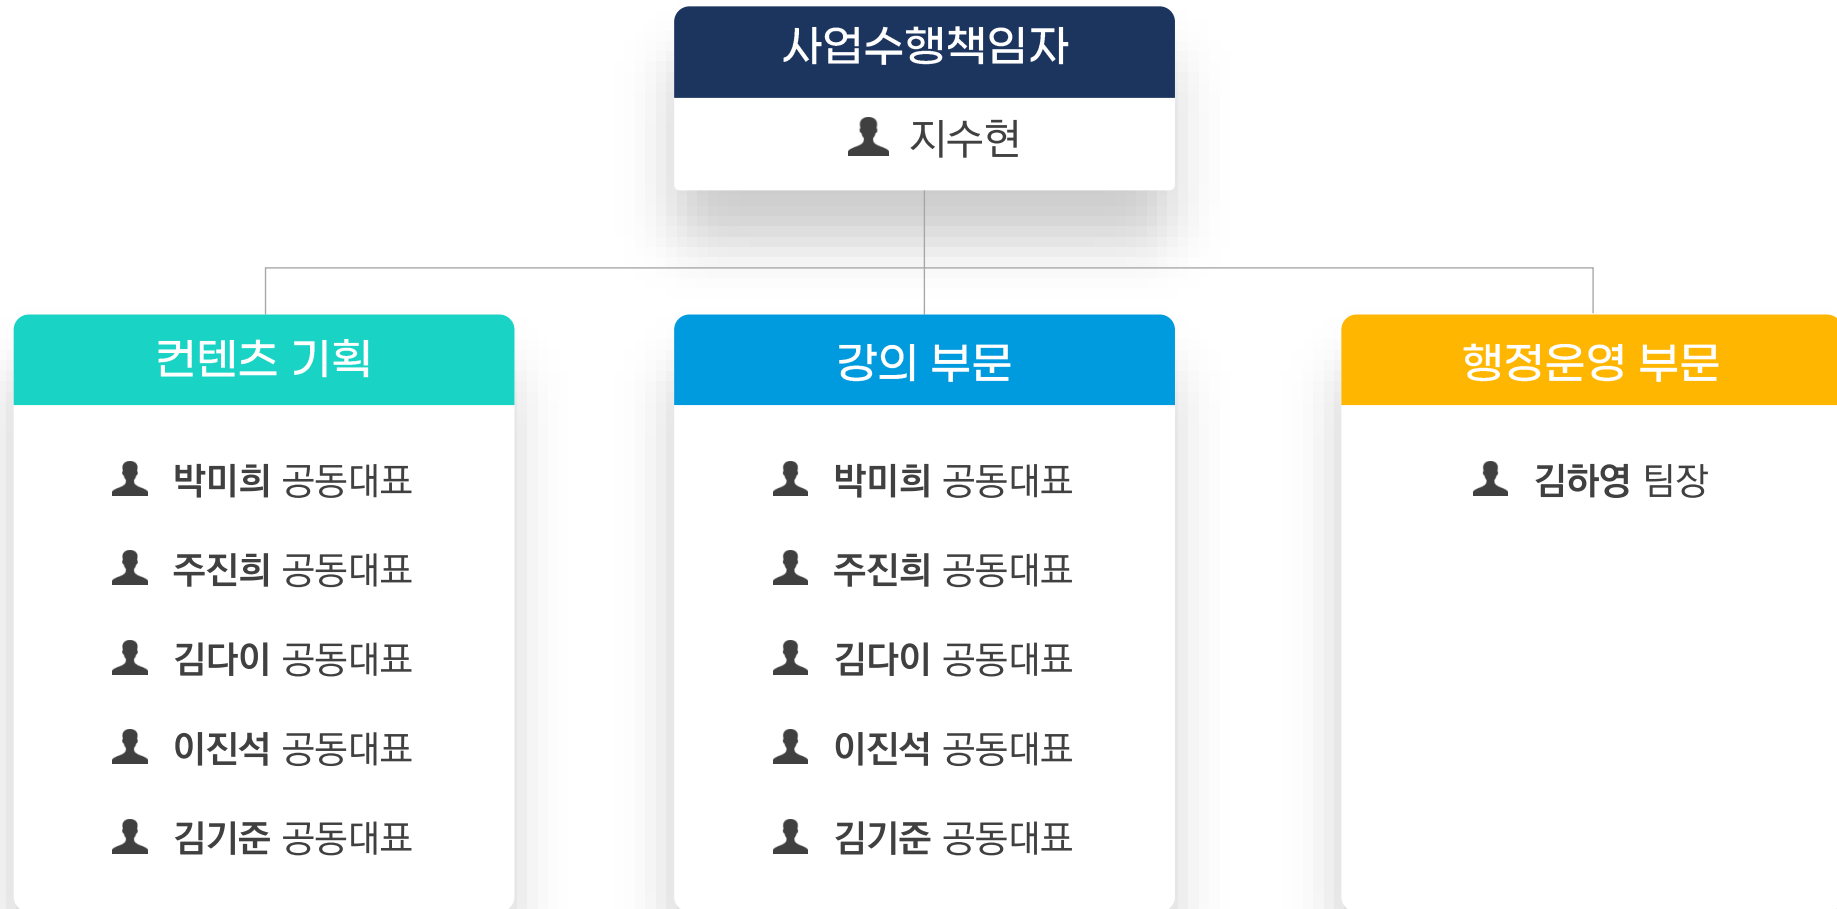 사업수행책임자
지수현
컨텐츠 기획
박미희 공동대표
주진희 공동대표
김다이 공동대표
이진석 공동대표
김기준 공동대표
강의 부문
박미희 공동대표
주진희 공동대표
김다이 공동대표
이진석 공동대표
김기준 공동대표
행정운영 부문
김하영 팀장